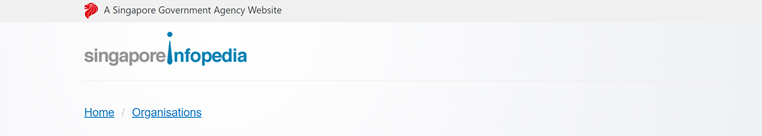 A Singapore Government Agency Website
singaporeinfopedia
Home / Organisations